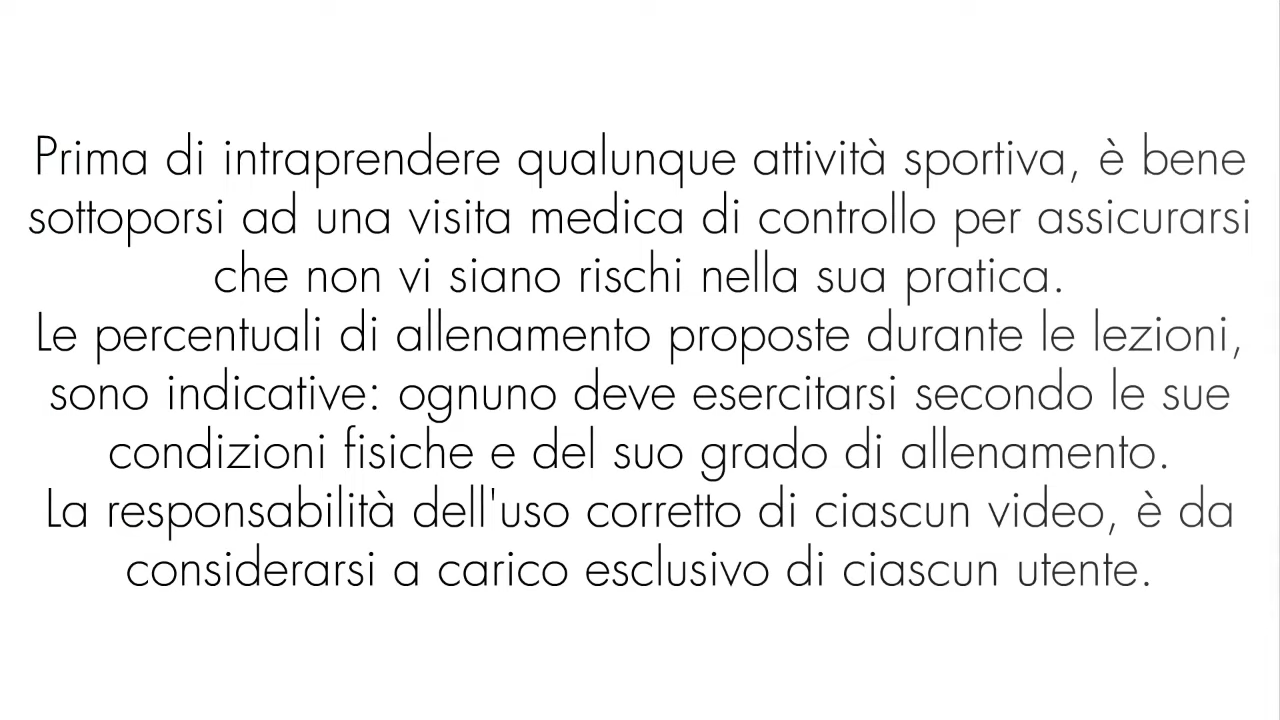 Prima di intraprendere qualunque attività sportiva, è bene
sottoporsi ad una visita medica di controllo per assicurarsi
che non vi siano rischi nella sua pratica.
Le percentuali di allenamento proposte durante le lezioni,
sono indicative: ognuno deve esercitarsi secondo le sue
condizioni fisiche e del suo grado di allenamento.
La responsabilità dell'uso corretto di ciascun video, è da
considerarsi a carico esclusivo di ciascun utente.